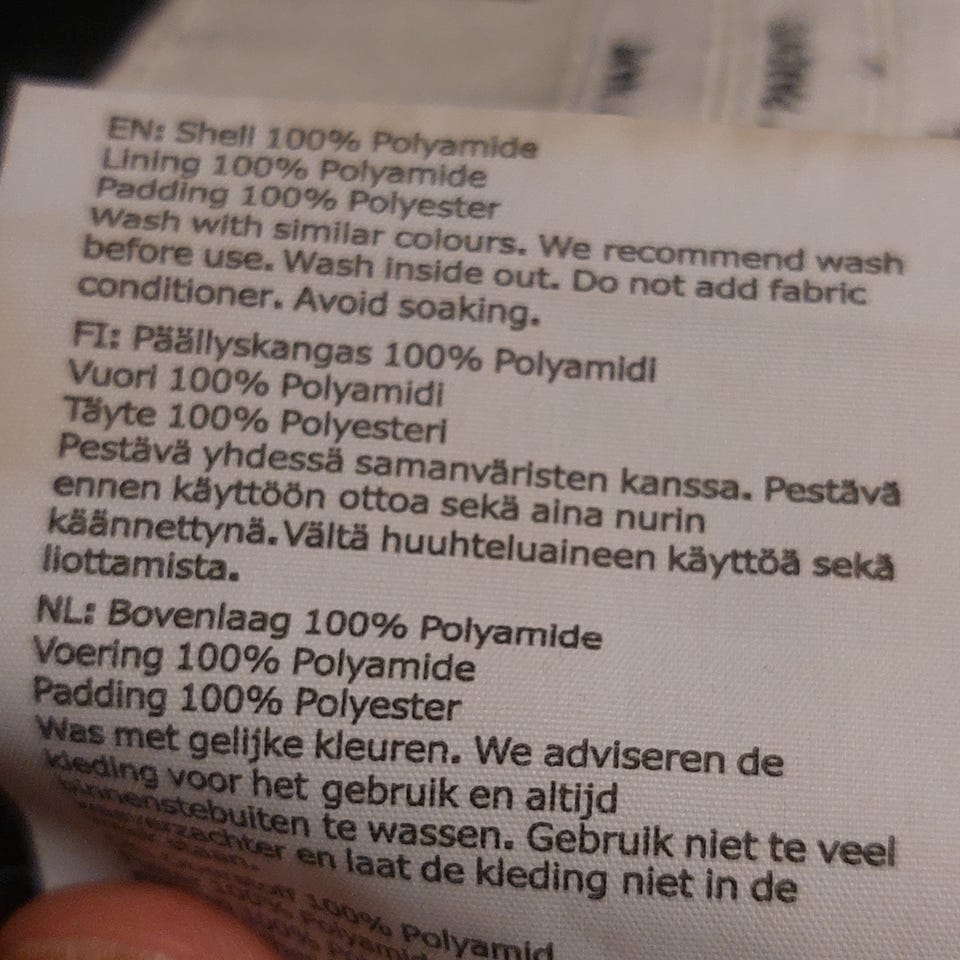 EN: Shell 100% Polyamide
Lining 100% Polyamide
Padding 100% Polyester
Wash with similar colours. We recommend wash
before use. Wash inside out. Do not add fabric
conditioner. Avoid soaking.
FI: Päällyskangas 100% Polyamidi
Vuori 100% Polyamidi
Täyte 100% Polyesteri
Pestävä yhdessä samanväristen kanssa. Pestävä
ennen käyttöön ottoa sekä aina nurin
käännettynä. Vältä huuhteluaineen käyttöä sekä
liottamista.
NL: Bovenlaag 100% Polyamide
Voering 100% Polyamide
Padding 100% Polyester
Was met gelijke kleuren. We adviseren de
kleding voor het gebruik en altijd
binnenstebuiten te wassen. Gebruik niet te veel
wasverzachter en laat de kleding niet in de
100% Polyamid
100%